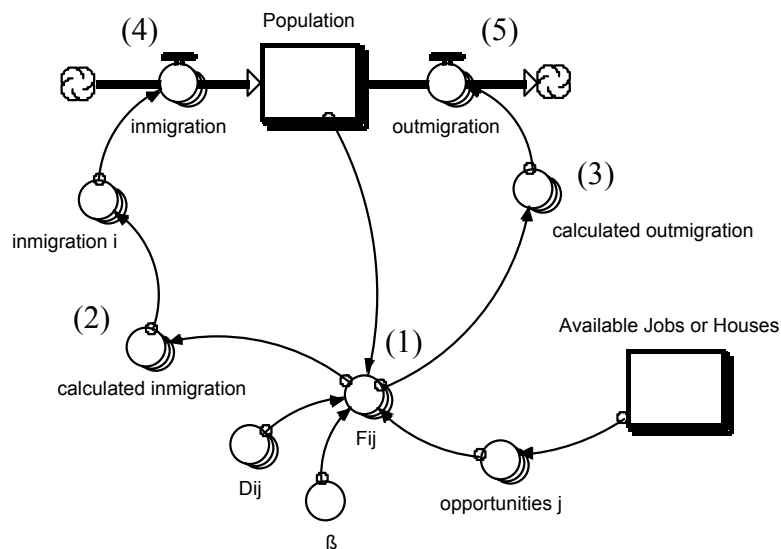 Population
(4)
(5)
inmigration
outmigration
(3)
inmigration i
calculated outmigration
(2)
(1)
Available Jobs or Houses
calculated inmigration
Fij
Dij
opportunities j
ß